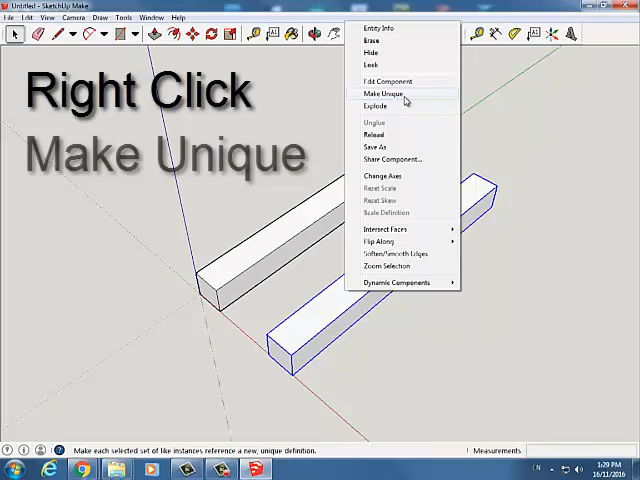 Untitled - SketchUp Make
File Edit View Camera Draw Tools Window Help
Right Click
Make Unique
Entity Info
Erase
Hide
Lock
Edit Component
Make Unique
Explode
Unglue
Reload
Save As
Share Component...
Change Axes
Reset Scale
Reset Skew
Scale Definition
Intersect Faces
Flip Along
Soften/Smooth Edges
Zoom Selection
Dynamic Components
Make each selected set of like instances reference a new, unique definition.
Measurements
EN
1:29 PM
16/11/2016